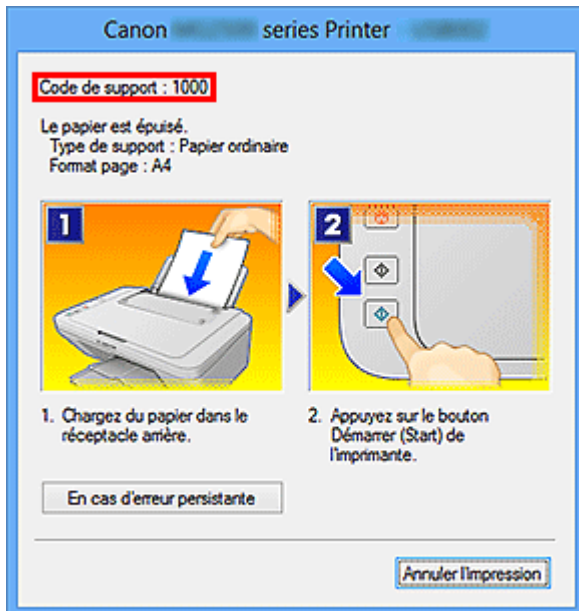 Canon series Printer
Code de support : 1000
Le papier est épuisé.
Type de support : Papier ordinaire
Format page : A4
1
2
1. Chargez du papier dans le
réceptacle arrière.
2. Appuyez sur le bouton
Démarrer (Start) de
l'imprimante.
En cas d'erreur persistante
Annuler l'impression